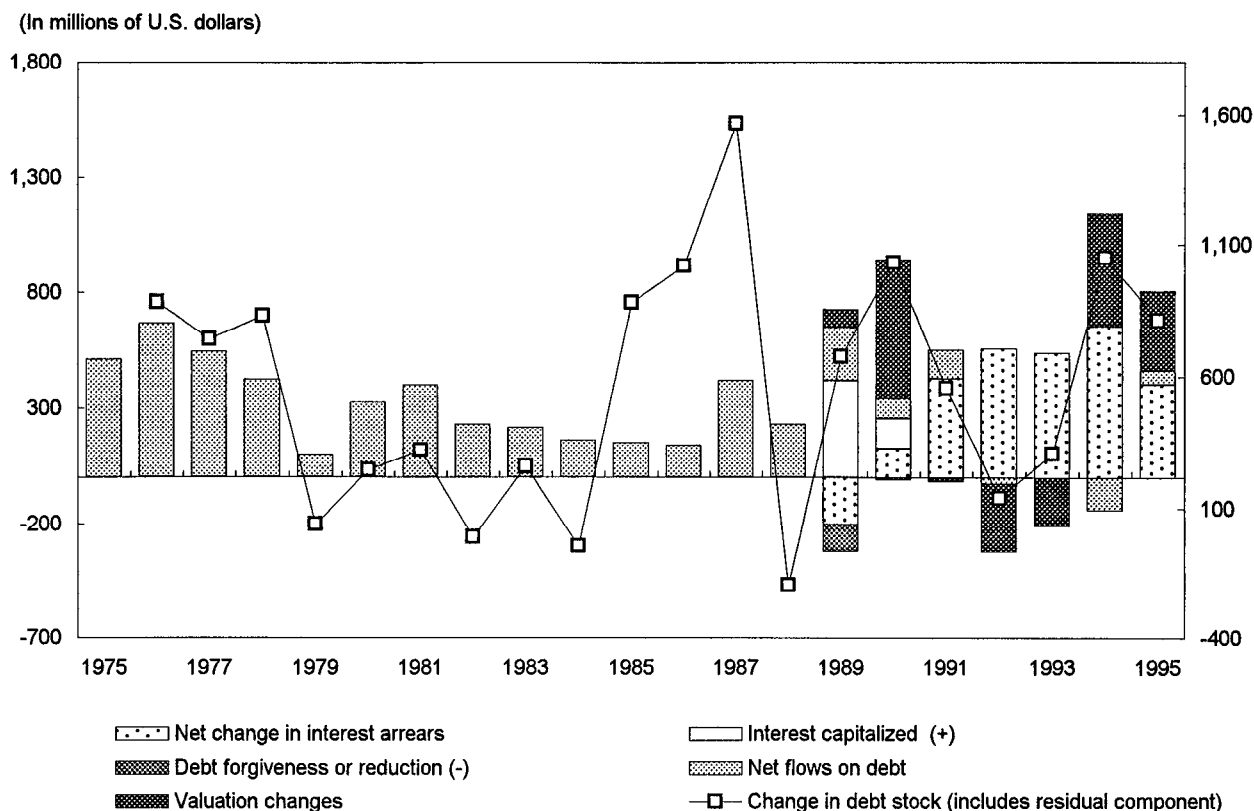 (In millions of U.S. dollars)
1,800
1,300
800
300
-200
-700
1,600
1,100
600
100
-400
1975 1977 1978 1979 1981 1983 1985 1987 1989 1991 1993 1995
Net change in interest arrears
Interest capitalized (+)
Debt forgiveness or reduction (-)
Net flows on debt
Valuation changes
Change in debt stock (includes residual component)